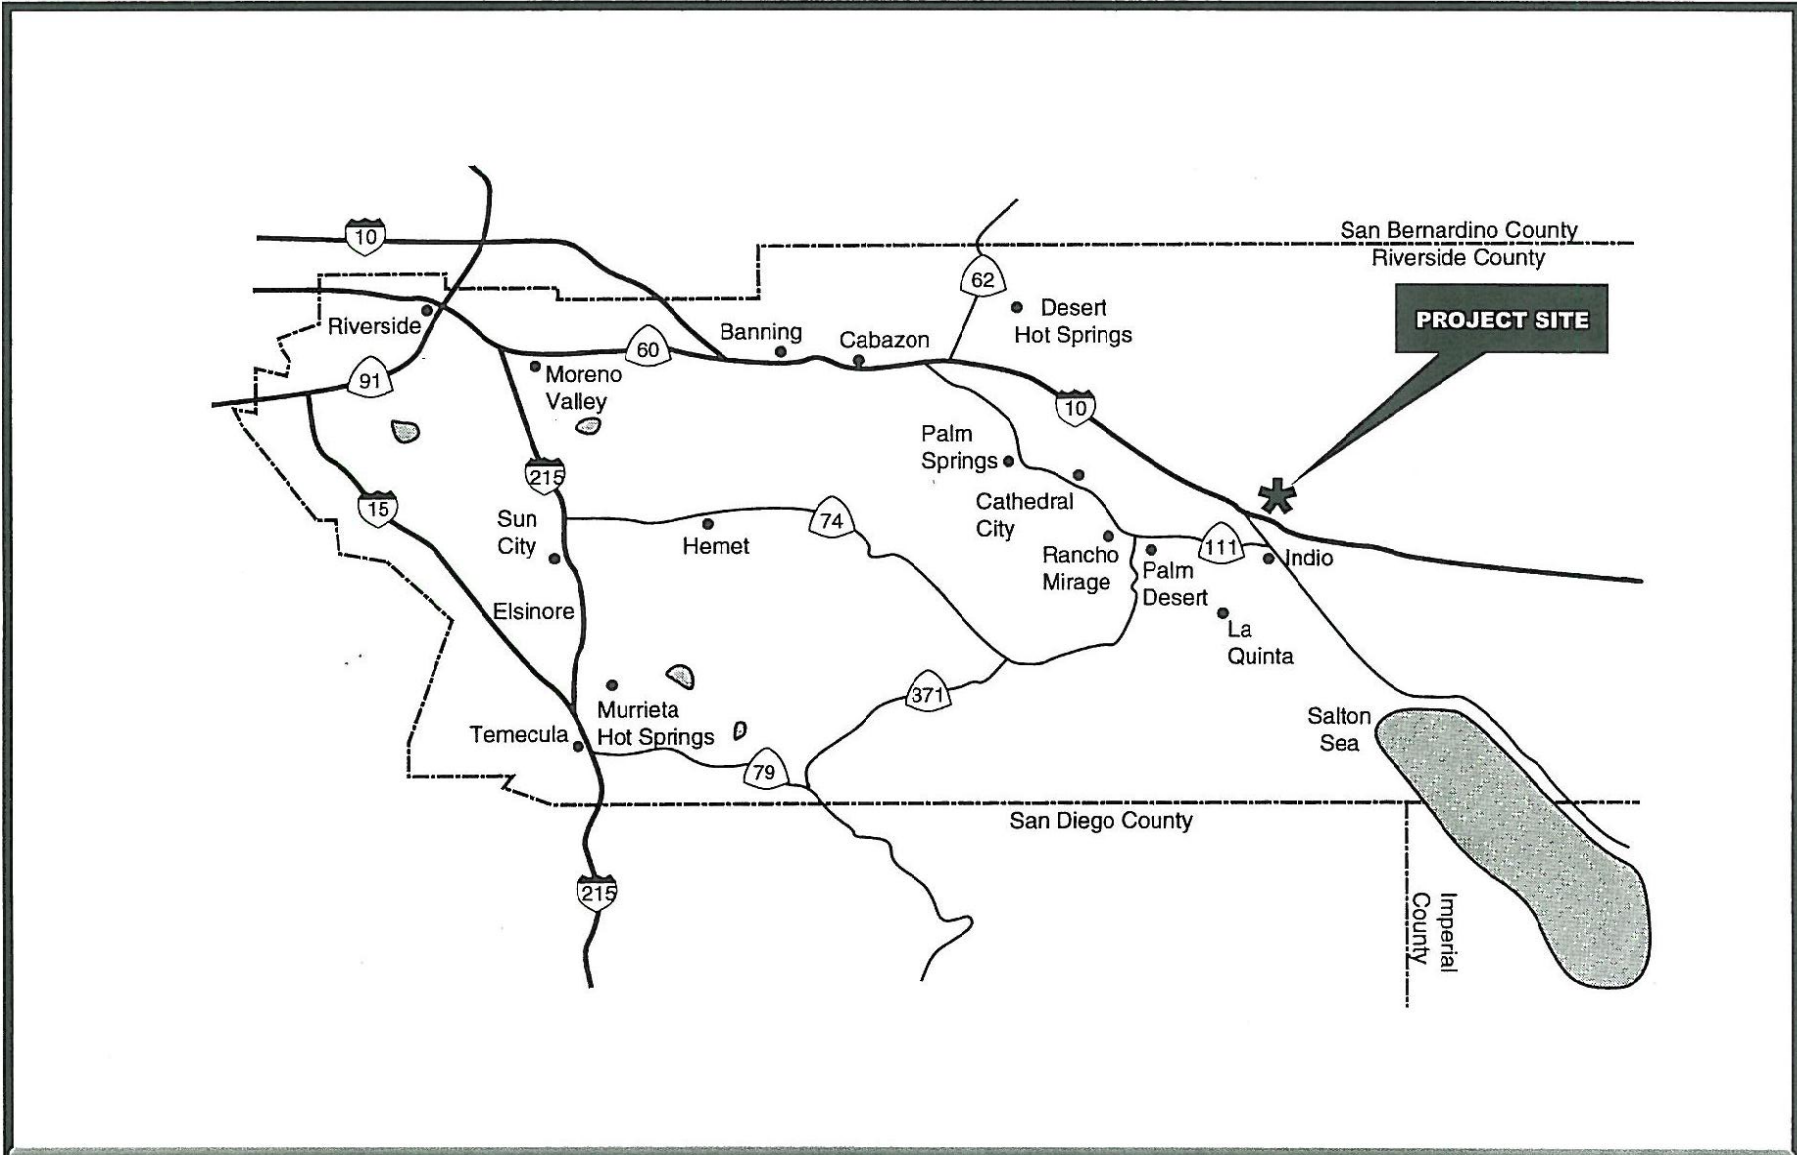 10
San Bernardino County
Riverside County
62
Desert
Hot Springs
PROJECT SITE
Riverside
Banning
Cabazon
60
91
Moreno
Valley
10
Palm
Springs
215
15
Cathedral
City
Sun
City
74
Hemet
111
Rancho
Mirage
Indio
Palm
Desert
Elsinore
La
Quinta
371
Murrieta
Hot Springs
Temecula
Salton
Sea
79
San Diego County
215
Imperial
County